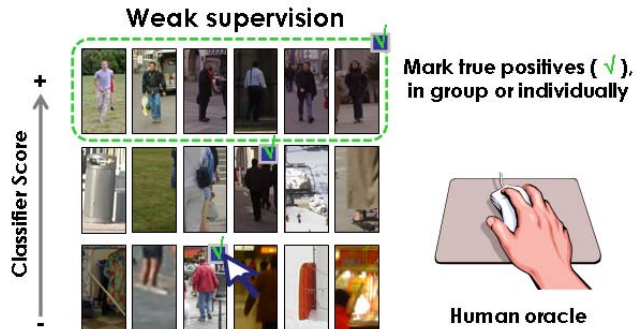 Weak supervision
Mark true positives ( √ ),
in group or individually
+
Classifier Score
-
Human oracle